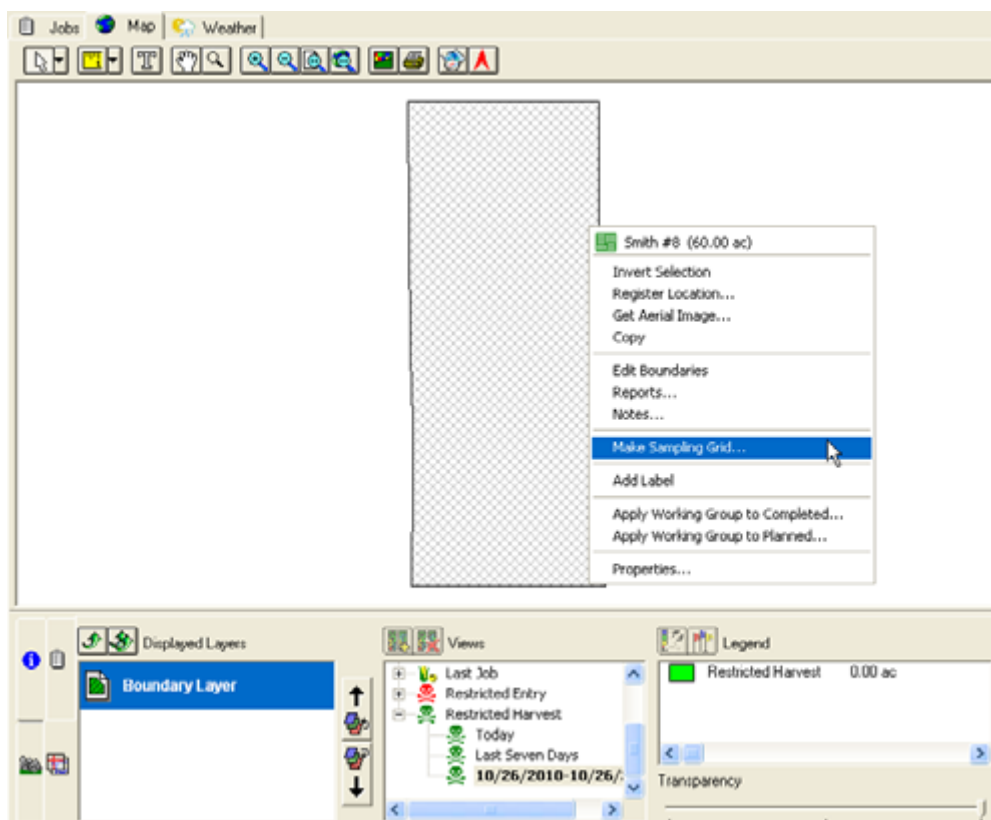 Jobs Map Weather
Smith #8 (60.00 ac)
Invert Selection
Register Location...
Get Aerial Image...
Copy
Edit Boundaries
Reports...
Notes...
Make Sampling Grid...
Add Label
Apply Working Group to Completed...
Apply Working Group to Planned...
Properties...
Displayed Layers
Boundary Layer
Views
Last Job
Restricted Entry
Restricted Harvest
Today
Last Seven Days
10/26/2010-10/26/
Legend
Restricted Harvest 0.00 ac
Transparency